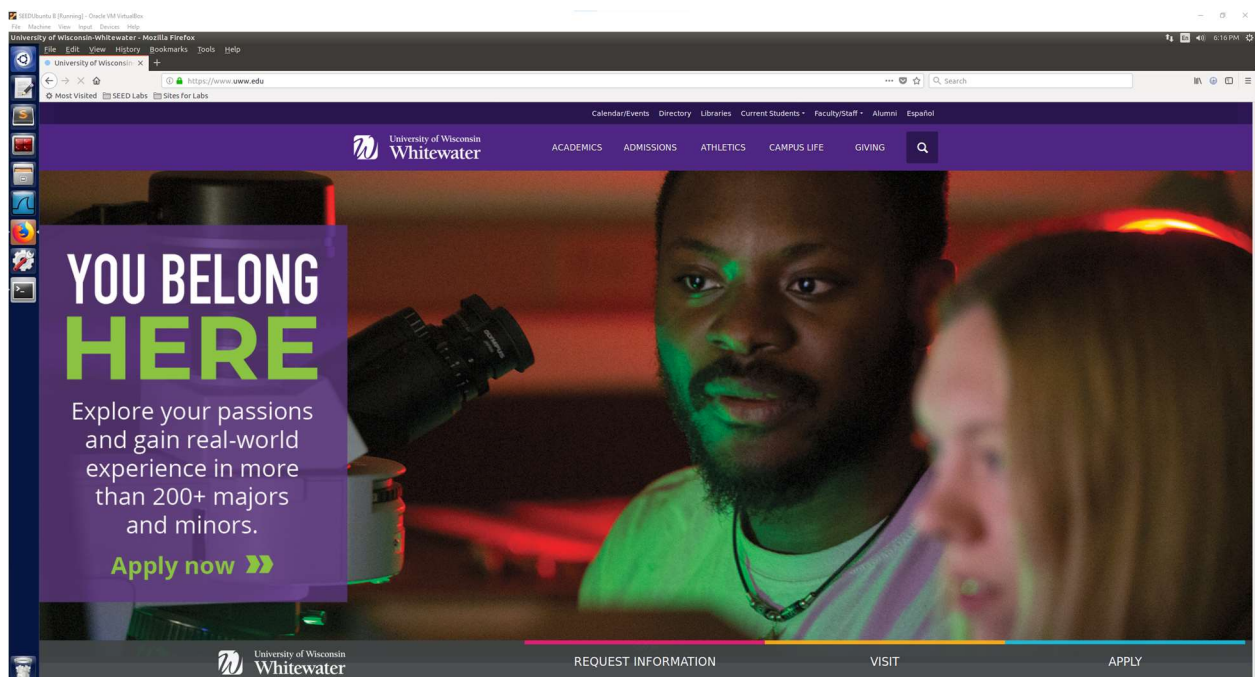 SEEDUbuntu B [Running] - Oracle VM VirtualBox
File Machine View Input Devices Help
University of Wisconsin-Whitewater - Mozilla Firefox
En 6:16 PM
File Edit View History Bookmarks Tools Help
University of Wisconsin
https://www.uww.edu
Search
Most Visited SEED Labs Sites for Labs
Calendar/Events Directory Libraries Current Students Faculty/Staff Alumni Español
University of Wisconsin
Whitewater
ACADEMICS ADMISSIONS ATHLETICS CAMPUS LIFE GIVING
YOU BELONG
HERE
Explore your passions
and gain real-world
experience in more
than 200+ majors
and minors.
Apply now
University of Wisconsin
Whitewater
REQUEST INFORMATION VISIT APPLY